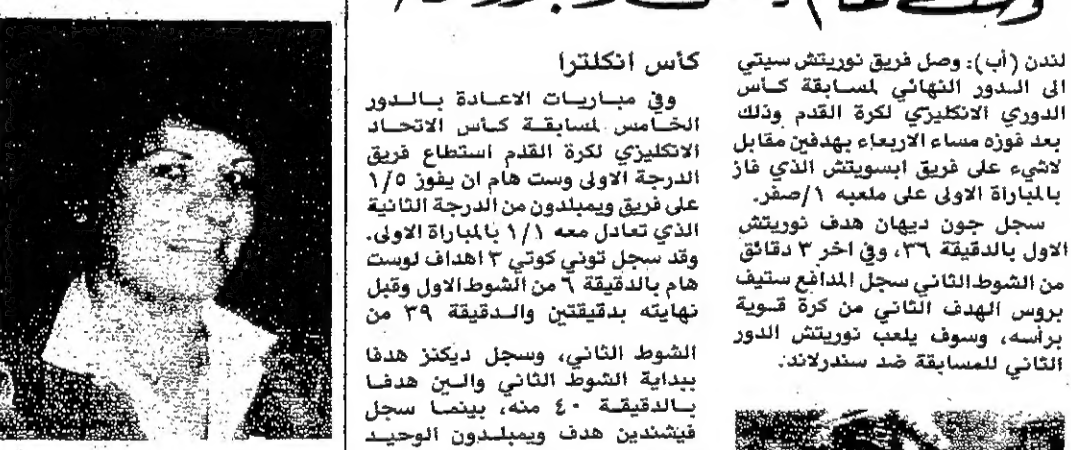 لندن (أب): وصل فريق نوريتش سيتي
الى الدور النهائي لمسابقة كأس
الدوري الانكليزي لكرة القدم وذلك
بعد فوزه مساء الاربعاء بهدفين مقابل
لاشيء على فريق ابسويتش الذي فاز
بالمباراة الاولى على ملعبه ١/صفر.
سجل جون ديهان هدف نوريتش
الاول بالدقيقة ٣٦، وفي اخر ٣ دقائق
من الشوط الثاني سجل المدافع ستيف
بروس الهدف الثاني من كرة قوية
برأسه، وسوف يلعب نوريتش الدور
الثاني للمسابقة ضد سندرلاند.
كأس انكلترا
وفي مباريات الاعادة بالدور
الخامس لمسابقة كأس الاتحاد
الانكليزي لكرة القدم استطاع فريق
الدرجة الاولى وست هام ان يفوز ١/٥
على فريق ويمبلدون من الدرجة الثانية
الذي تعادل معه ١/١ بالمباراة الاولى.
وقد سجل توني كوتي ٣ اهداف لوست
هام بالدقيقة ٦ من الشوط الاول وقبل
نهايته بدقيقتين والدقيقة ٣٩ من
الشوط الثاني، وسجل ديكنز هدفا
ببداية الشوط الثاني والين هدفا
بالدقيقة ٤٠ منه، بينما سجل
فيشندين هدف ويمبلدون الوحيد